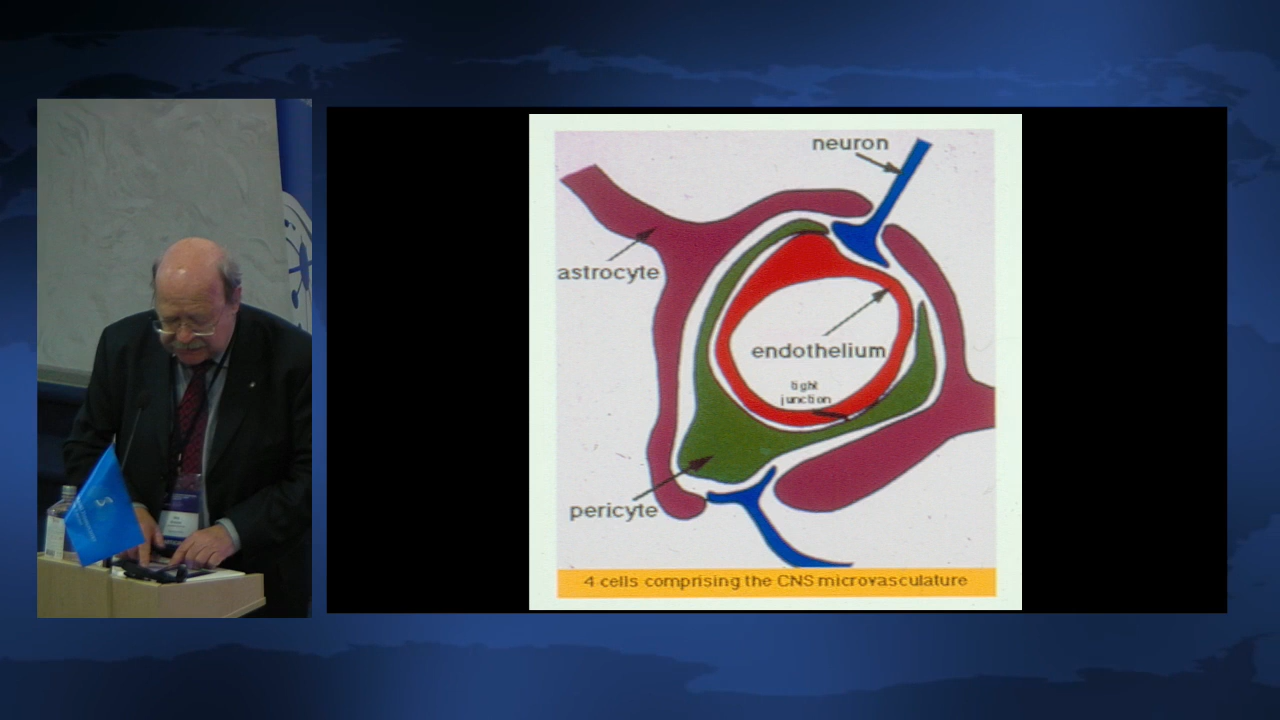 neuron
astrocyte
endothelium
tight
junction
pericyte
4 cells comprising the CNS microvasculature